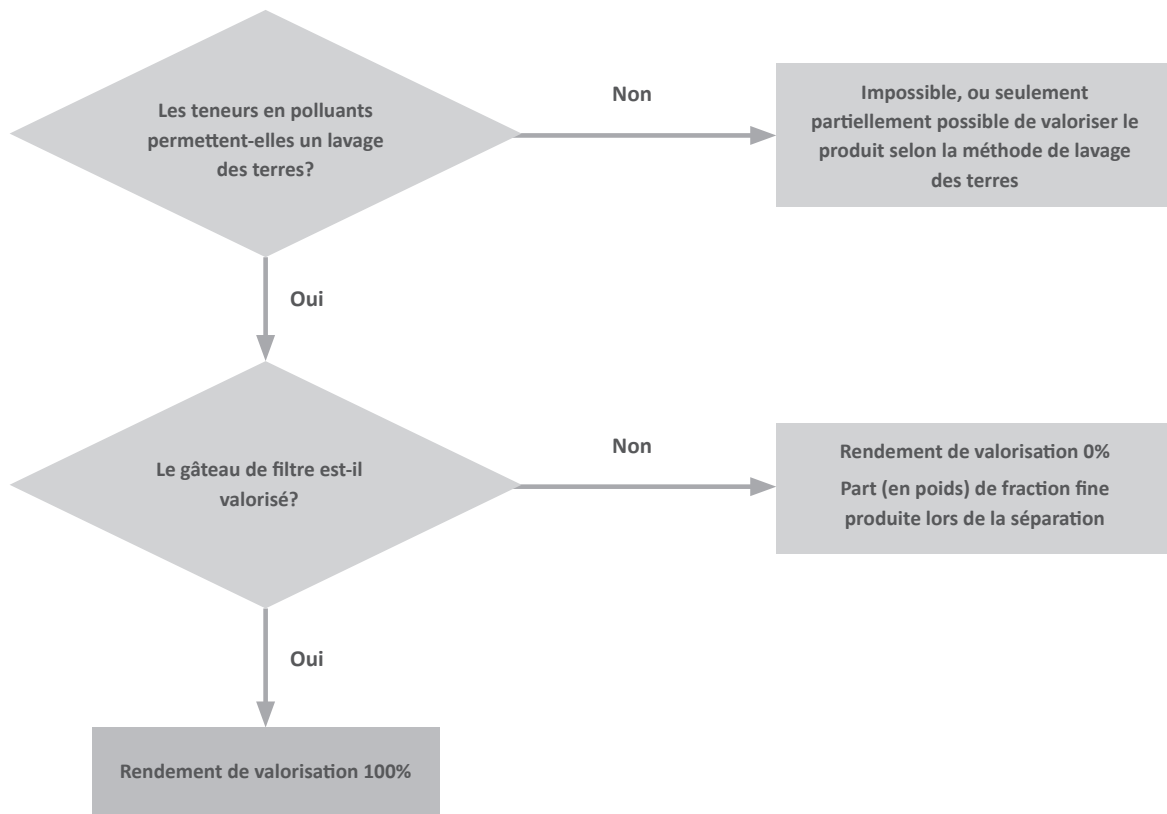 Les teneurs en polluants
permettent-elles un lavage
des terres?
Non
Impossible, ou seulement
partiellement possible de valoriser le
produit selon la méthode de lavage
des terres
Oui
Le gâteau de filtre est-il
valorisé?
Non
Rendement de valorisation 0%
Part (en poids) de fraction fine
produite lors de la séparation
Oui
Rendement de valorisation 100%